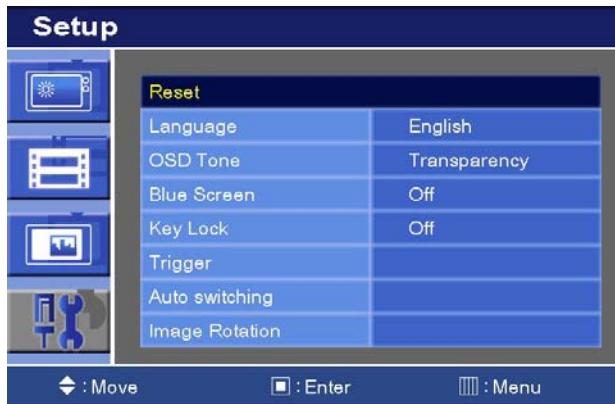 Setup
Reset
Language English
OSD Tone Transparency
Blue Screen Off
Key Lock Off
Trigger
Auto switching
Image Rotation
: Move : Enter : Menu